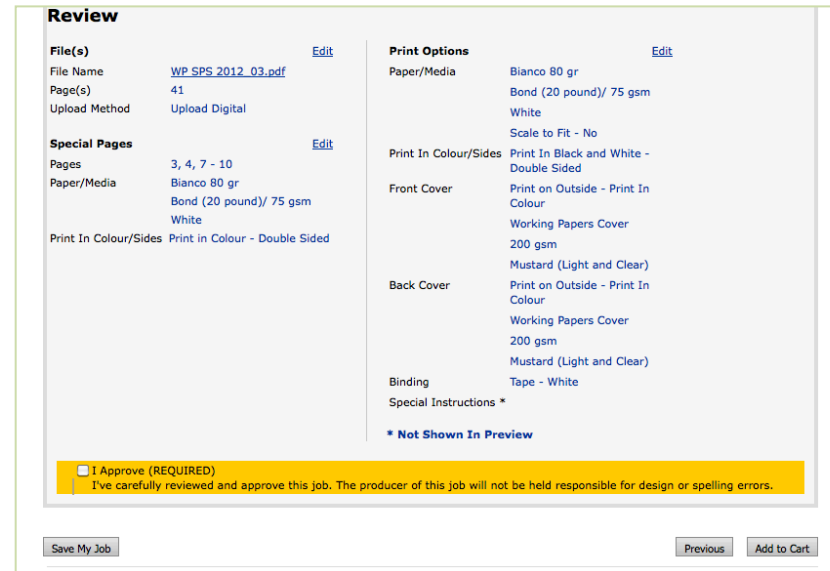 Review
File(s) Edit
File Name WP SPS 2012_03.pdf
Page(s) 41
Upload Method Upload Digital
Special Pages Edit
Pages 3, 4, 7 - 10
Paper/Media Bianco 80 gr
Bond (20 pound)/ 75 gsm
White
Print In Colour/Sides Print in Colour - Double Sided
Print Options Edit
Paper/Media Bianco 80 gr
Bond (20 pound)/ 75 gsm
White
Scale to Fit - No
Print In Colour/Sides Print In Black and White -
Double Sided
Front Cover Print on Outside - Print In
Colour
Working Papers Cover
200 gsm
Mustard (Light and Clear)
Back Cover Print on Outside - Print In
Colour
Working Papers Cover
200 gsm
Mustard (Light and Clear)
Binding Tape - White
Special Instructions *
* Not Shown In Preview
I Approve (REQUIRED)
I've carefully reviewed and approve this job. The producer of this job will not be held responsible for design or spelling errors.
Save My Job Previous Add to Cart